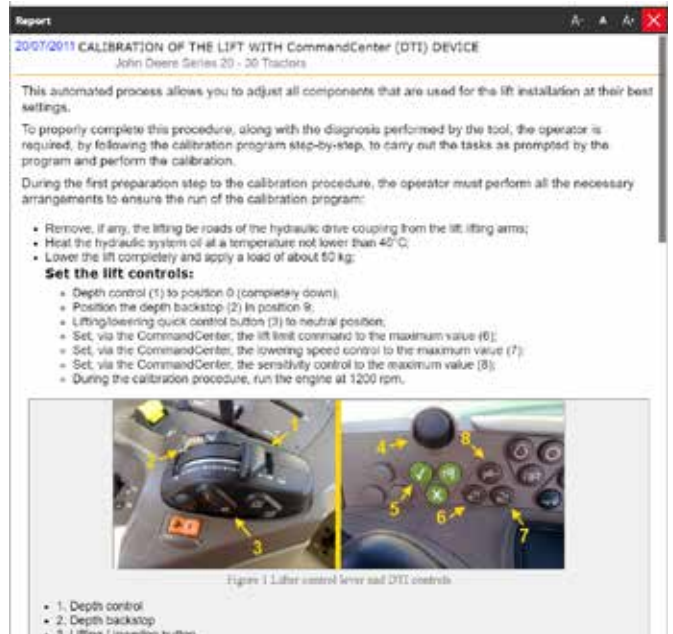 Report
A- A A+
20/07/2011 CALIBRATION OF THE LIFT WITH CommandCenter (DTI) DEVICE
John Deere Series 20 - 30 Tractors
This automated process allows you to adjust all components that are used for the lift installation at their best
settings.
To properly complete this procedure, along with the diagnosis performed by the tool, the operator is
required, by following the calibration program step-by-step, to carry out the tasks as prompted by the
program and perform the calibration.
During the first preparation step to the calibration procedure, the operator must perform all the necessary
arrangements to ensure the run of the calibration program:
Remove, if any, the lifting be roads of the hydraulic drive coupling from the lift lifting arms;
Heat the hydraulic system oil at a temperature not lower than 40°C;
Lower the lift completely and apply a load of about 50 kg;
Set the lift controls:
Depth control (1) to position 0 (completely down);
Position the depth backstop (2) in position 9;
Lifting/lowering quick control button (3) to neutral position;
Set, via the CommandCenter, the lift limit command to the maximum value (6);
Set, via the CommandCenter, the lowering speed control to the maximum value (7);
Set, via the CommandCenter, the sensitivity control to the maximum value (8);
During the calibration procedure, run the engine at 1200 rpm.
1
2
3
4
8
5
6
7
Figure 1 Lifter control lever and DTI controls
1. Depth control
2. Depth backstop